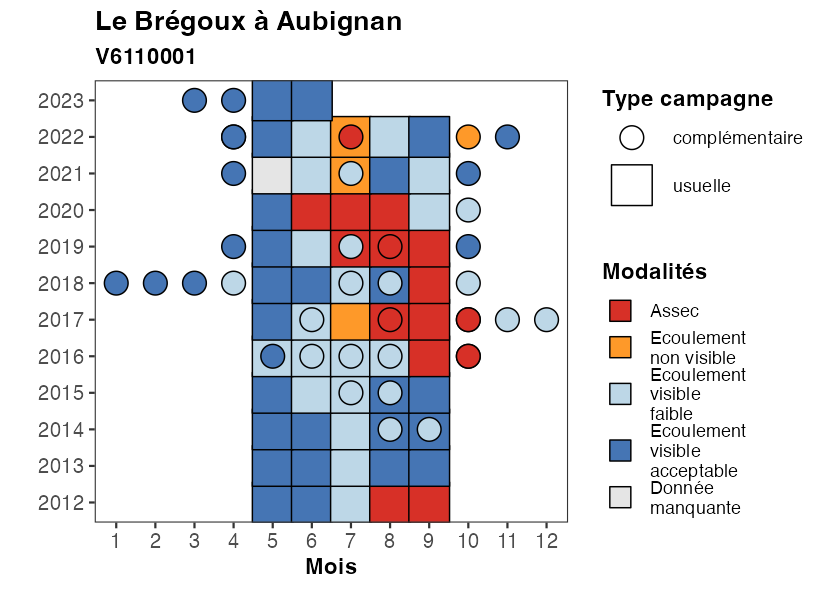 Le Brégoux à Aubignan
V6110001
2023
2022
2021
2020
2019
2018
2017
2016
2015
2014
2013
2012
1 2 3 4 5 6 7 8 9 10 11 12
Mois
Type campagne
complémentaire
usuelle
Modalités
Assec
Ecoulement
non visible
Ecoulement
visible
faible
Ecoulement
visible
acceptable
Donnée
manquante